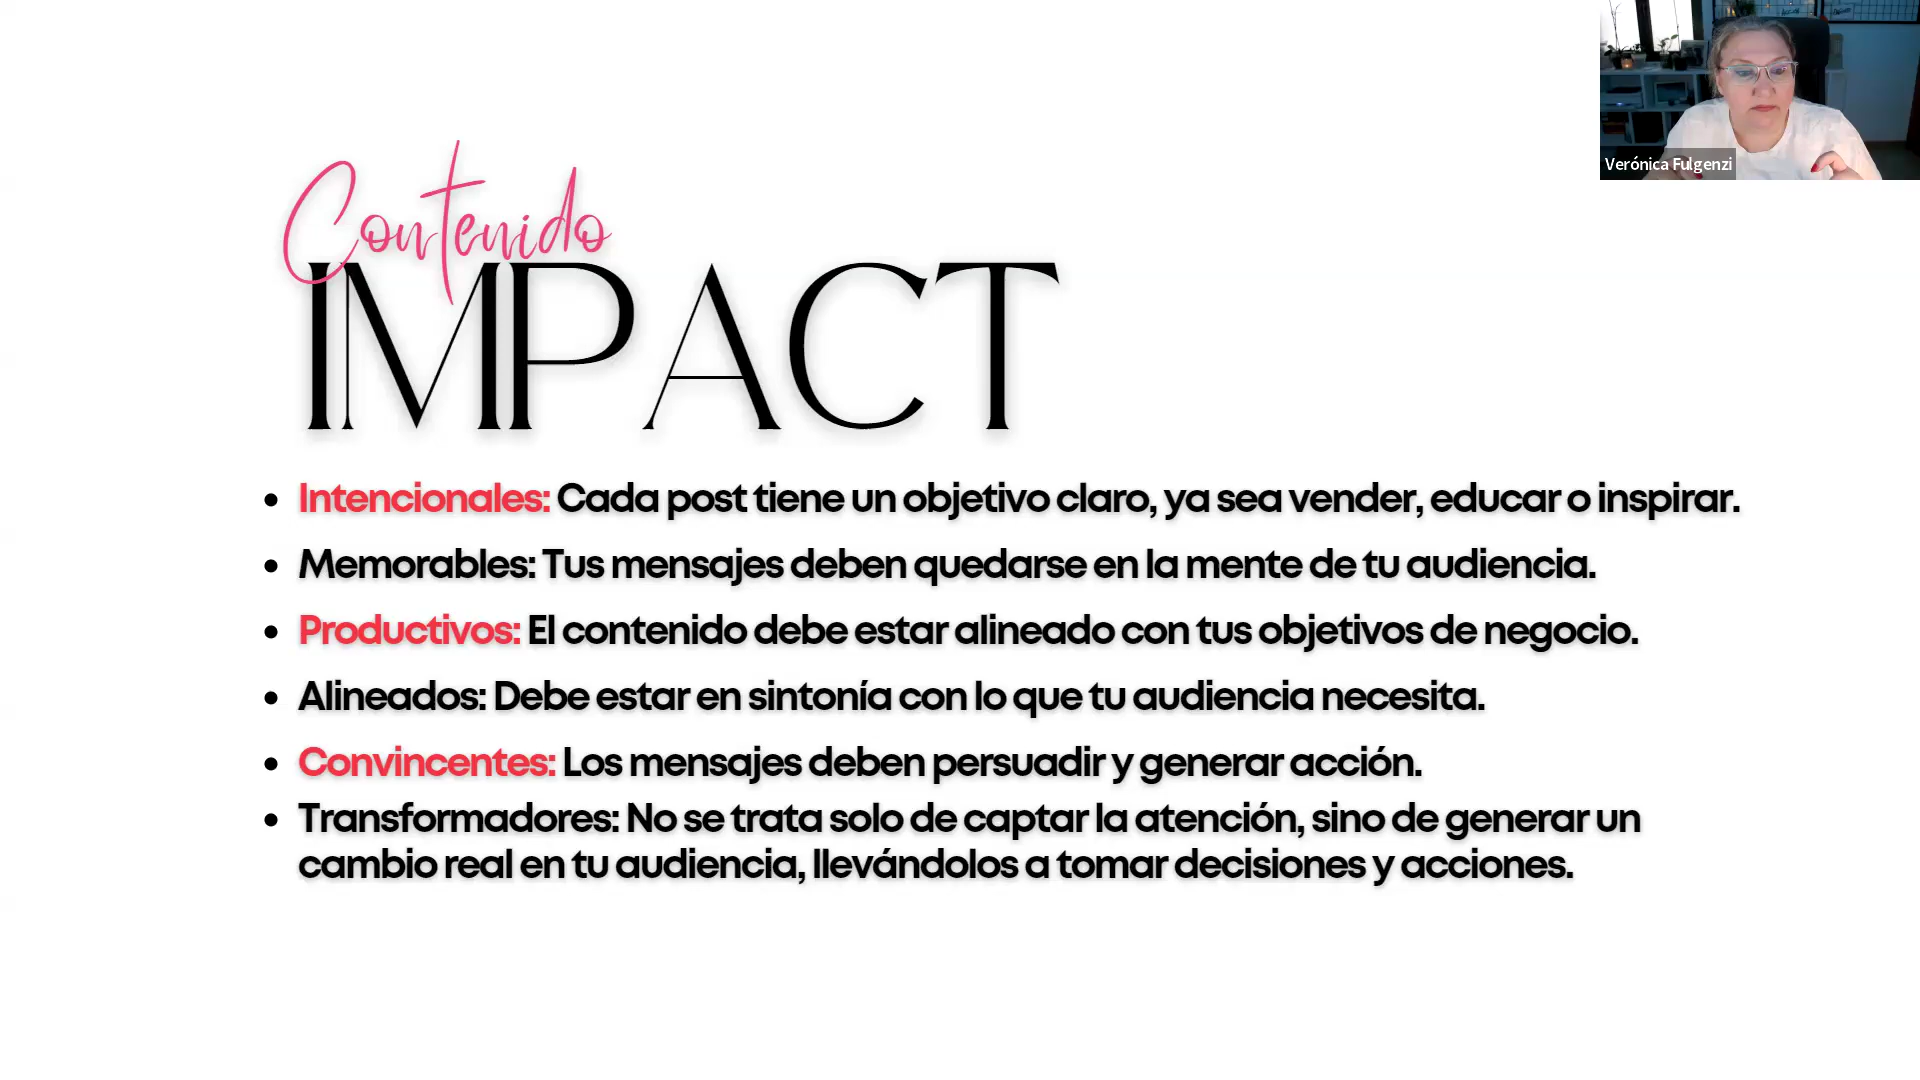 Verónica Fulgenzi
Contenido
IMPACT
• Intencionales: Cada post tiene un objetivo claro, ya sea vender, educar o inspirar.
• Memorables: Tus mensajes deben quedarse en la mente de tu audiencia.
• Productivos: El contenido debe estar alineado con tus objetivos de negocio.
• Alineados: Debe estar en sintonía con lo que tu audiencia necesita.
• Convincentes: Los mensajes deben persuadir y generar acción.
• Transformadores: No se trata solo de captar la atención, sino de generar un
cambio real en tu audiencia, llevándolos a tomar decisiones y acciones.